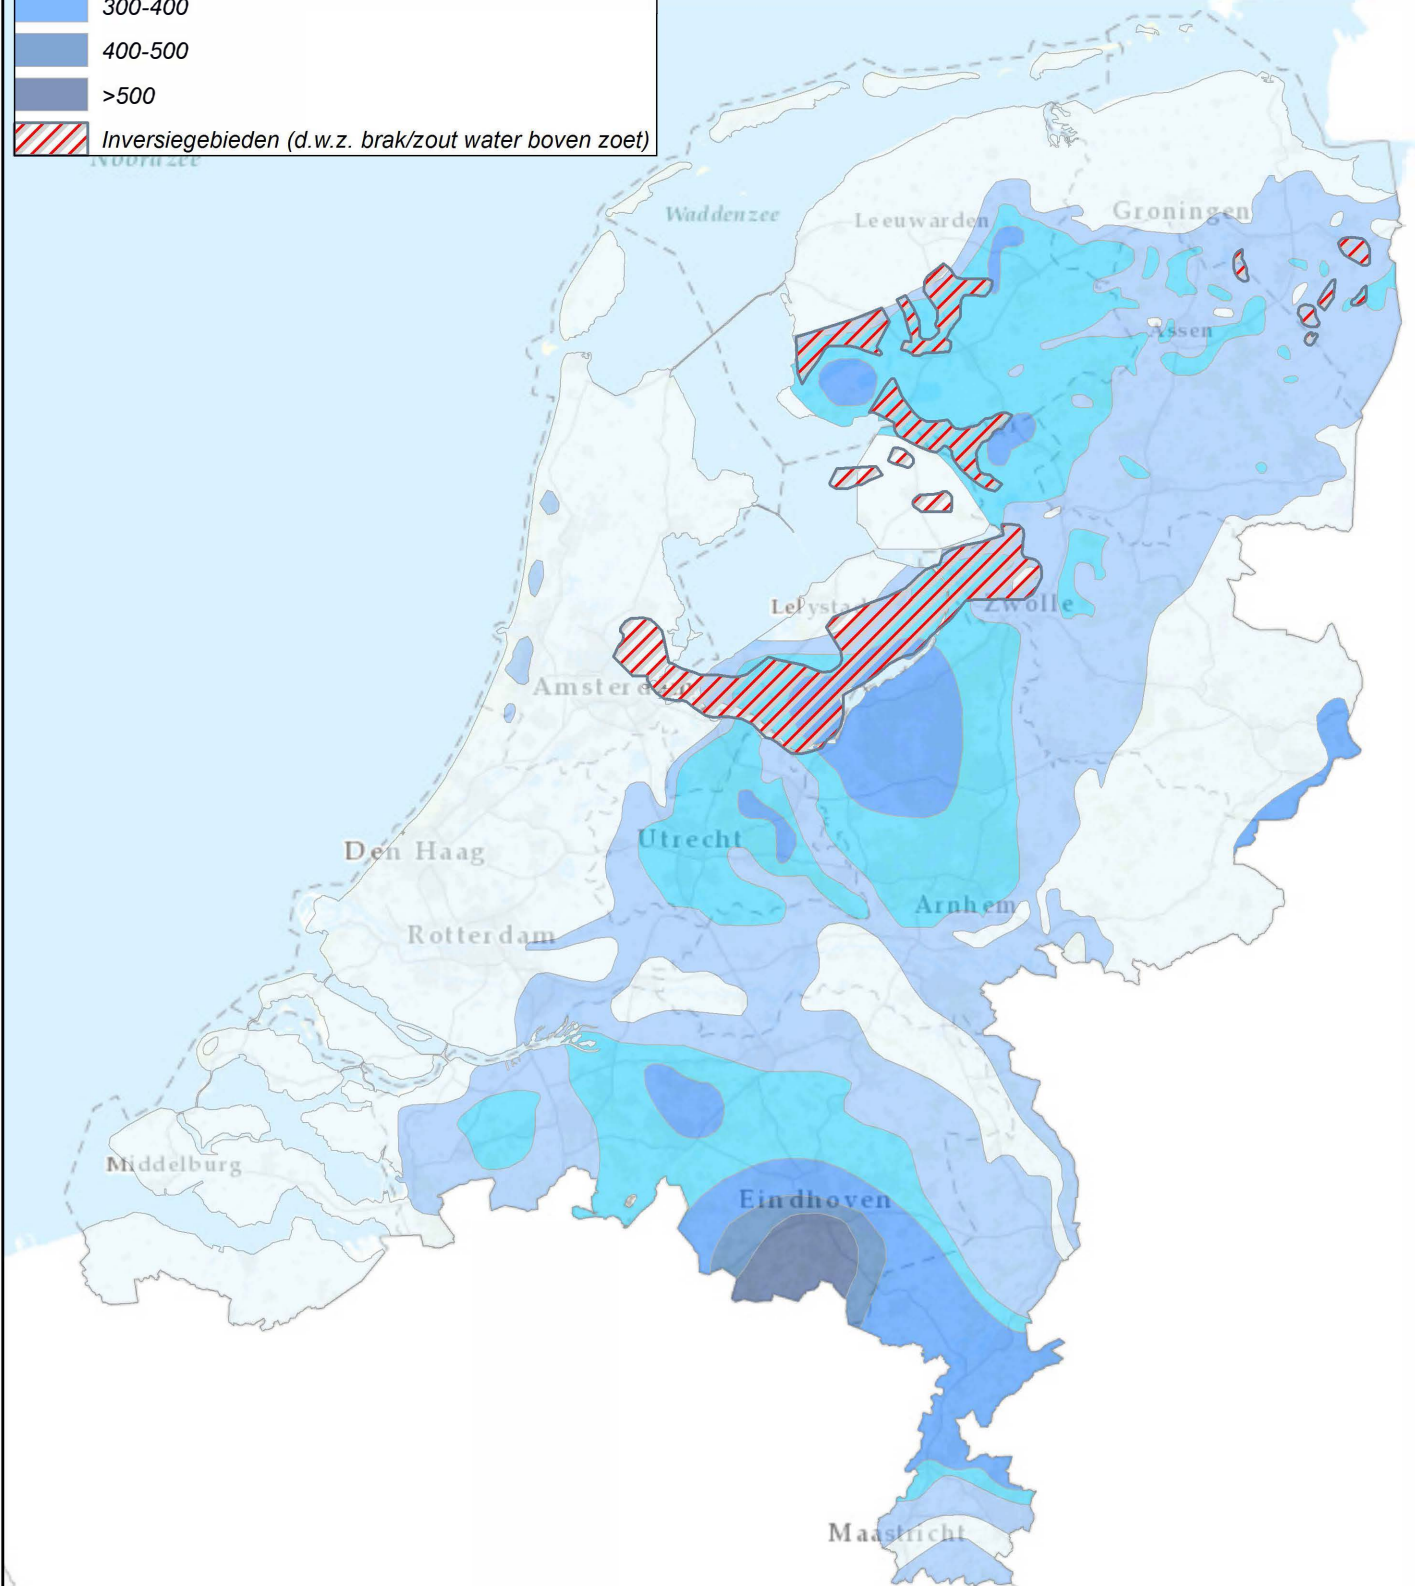 300-400
400-500
>500
Inversiegebieden (d.w.z. brak/zout water boven zoet)
Noordzee
Waddenzee
Leeuwarden
Groningen
Assen
Lelystad
Zwolle
Amsterdam
Utrecht
Den Haag
Arnhem
Rotterdam
Middelburg
Eindhoven
Maastricht